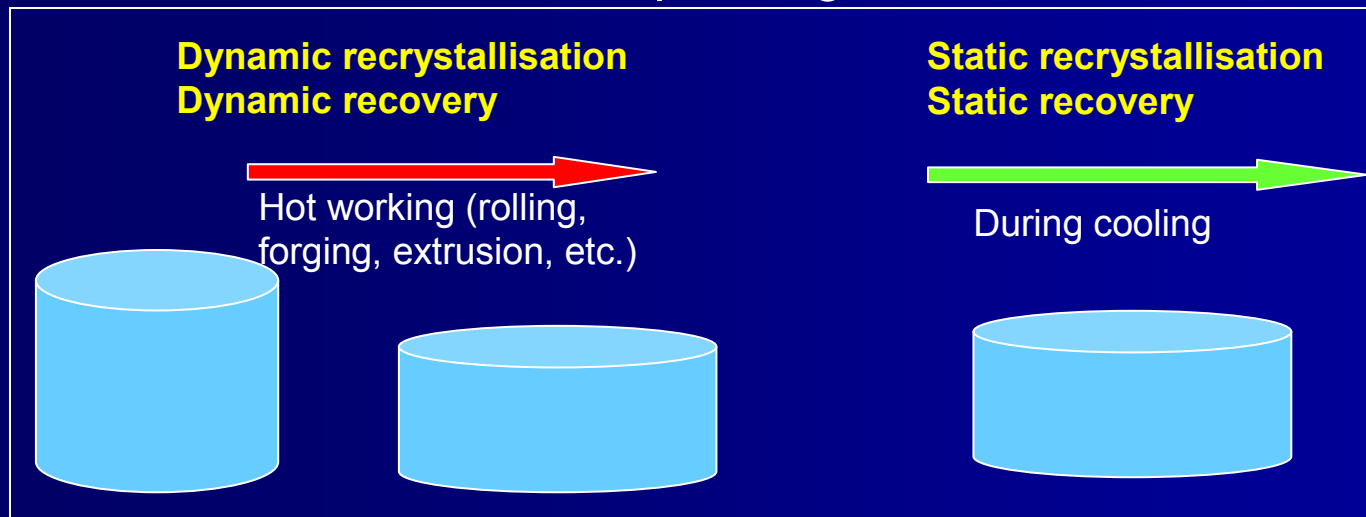 Dynamic recrystallisation
Dynamic recovery
Hot working (rolling,
forging, extrusion, etc.)
Static recrystallisation
Static recovery
During cooling